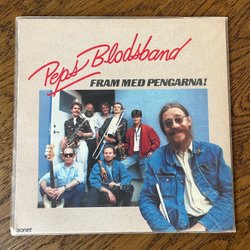 Peps Blodsband
FRAM MED PENGARNA!
sonet